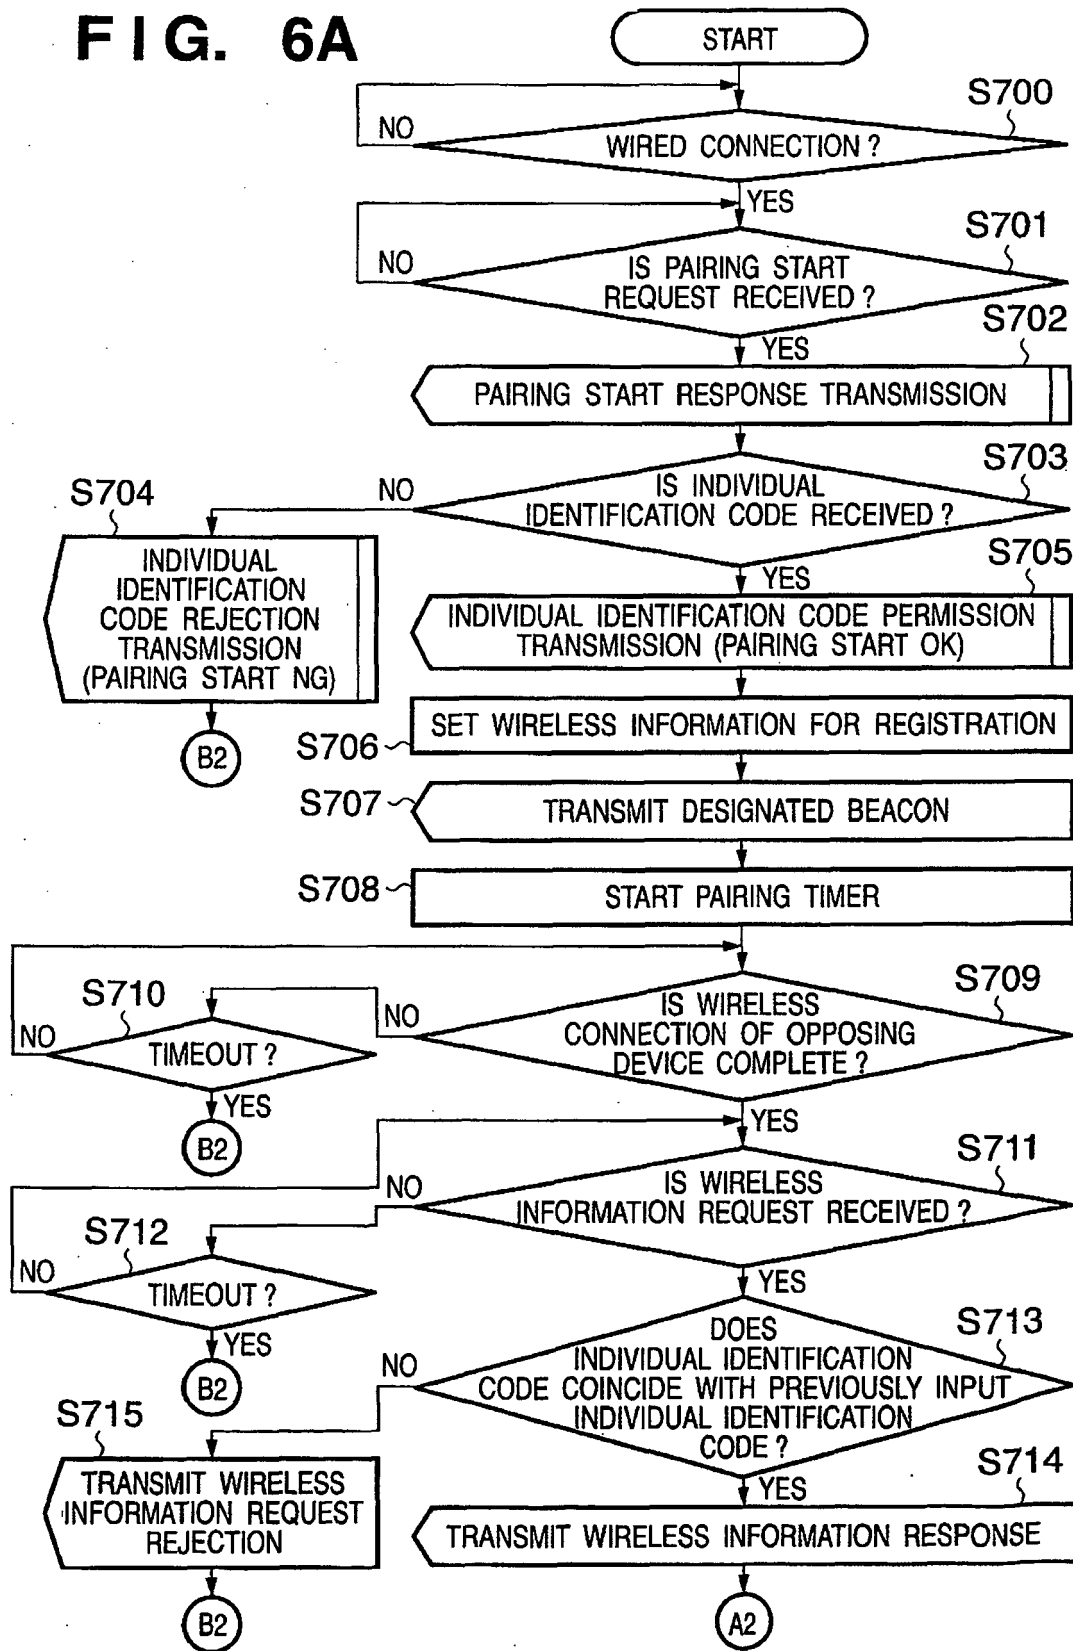 FIG. 6A
START
S700
NO
WIRED CONNECTION ?
YES
S701
NO
IS PAIRING START
REQUEST RECEIVED ?
YES
S702
PAIRING START RESPONSE TRANSMISSION
S703
NO
IS INDIVIDUAL
IDENTIFICATION CODE RECEIVED ?
S704
INDIVIDUAL
IDENTIFICATION
CODE REJECTION
TRANSMISSION
(PAIRING START NG)
B2
YES
S705
INDIVIDUAL IDENTIFICATION CODE PERMISSION
TRANSMISSION (PAIRING START OK)
S706
SET WIRELESS INFORMATION FOR REGISTRATION
S707
TRANSMIT DESIGNATED BEACON
S708
START PAIRING TIMER
S709
NO
IS WIRELESS
CONNECTION OF OPPOSING
DEVICE COMPLETE ?
S710
NO
TIMEOUT ?
YES
B2
YES
S711
NO
IS WIRELESS
INFORMATION REQUEST RECEIVED ?
S712
NO
TIMEOUT ?
YES
B2
YES
S713
NO
DOES
INDIVIDUAL IDENTIFICATION
CODE COINCIDE WITH PREVIOUSLY INPUT
INDIVIDUAL IDENTIFICATION
CODE ?
S715
TRANSMIT WIRELESS
INFORMATION REQUEST
REJECTION
B2
YES
S714
TRANSMIT WIRELESS INFORMATION RESPONSE
A2